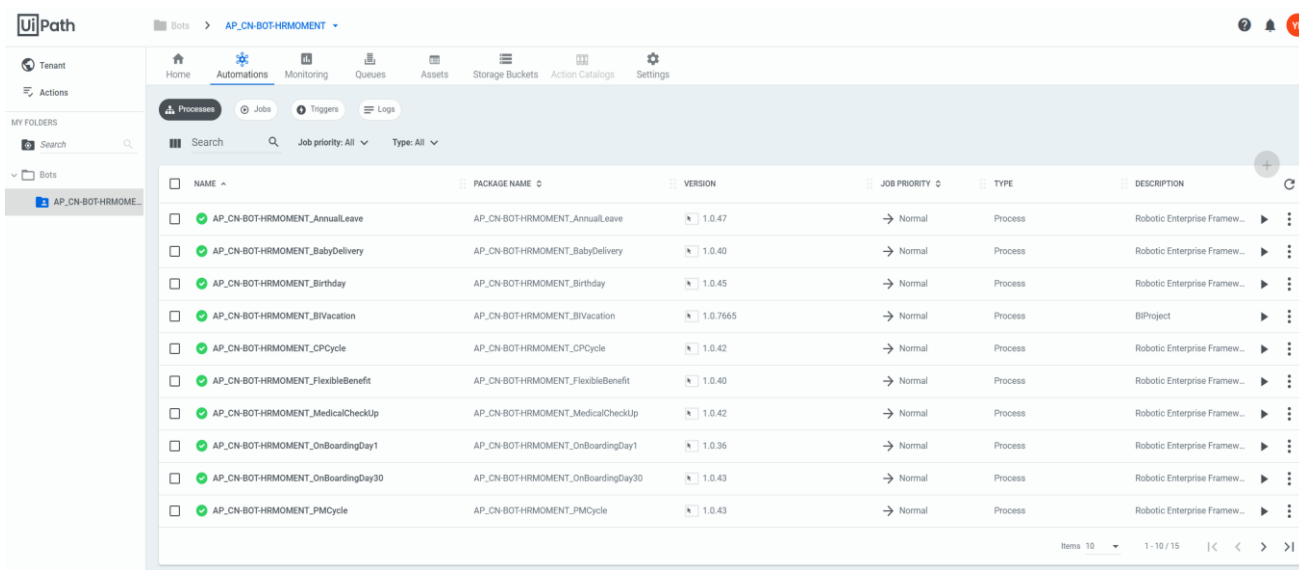 UiPath
Bots > AP_CN-BOT-HRMOMENT
Tenant
Actions
MY FOLDERS
Search
Bots
AP_CN-BOT-HRMOME...
Home Automations Monitoring Queues Assets Storage Buckets Action Catalogs Settings
Processes Jobs Triggers Logs
Search Job priority: All Type: All
NAME PACKAGE NAME VERSION JOB PRIORITY TYPE DESCRIPTION
AP_CN-BOT-HRMOMENT_AnnualLeave AP_CN-BOT-HRMOMENT_AnnualLeave 1.0.47 Normal Process Robotic Enterprise Framew...
AP_CN-BOT-HRMOMENT_BabyDelivery AP_CN-BOT-HRMOMENT_BabyDelivery 1.0.40 Normal Process Robotic Enterprise Framew...
AP_CN-BOT-HRMOMENT_Birthday AP_CN-BOT-HRMOMENT_Birthday 1.0.45 Normal Process Robotic Enterprise Framew...
AP_CN-BOT-HRMOMENT_BIVacation AP_CN-BOT-HRMOMENT_BIVacation 1.0.7665 Normal Process BIProject
AP_CN-BOT-HRMOMENT_CPCycle AP_CN-BOT-HRMOMENT_CPCycle 1.0.42 Normal Process Robotic Enterprise Framew...
AP_CN-BOT-HRMOMENT_FlexibleBenefit AP_CN-BOT-HRMOMENT_FlexibleBenefit 1.0.40 Normal Process Robotic Enterprise Framew...
AP_CN-BOT-HRMOMENT_MedicalCheckUp AP_CN-BOT-HRMOMENT_MedicalCheckUp 1.0.42 Normal Process Robotic Enterprise Framew...
AP_CN-BOT-HRMOMENT_OnBoardingDay1 AP_CN-BOT-HRMOMENT_OnBoardingDay1 1.0.36 Normal Process Robotic Enterprise Framew...
AP_CN-BOT-HRMOMENT_OnBoardingDay30 AP_CN-BOT-HRMOMENT_OnBoardingDay30 1.0.43 Normal Process Robotic Enterprise Framew...
AP_CN-BOT-HRMOMENT_PMCycle AP_CN-BOT-HRMOMENT_PMCycle 1.0.43 Normal Process Robotic Enterprise Framew...
Items 10 1 - 10 / 15